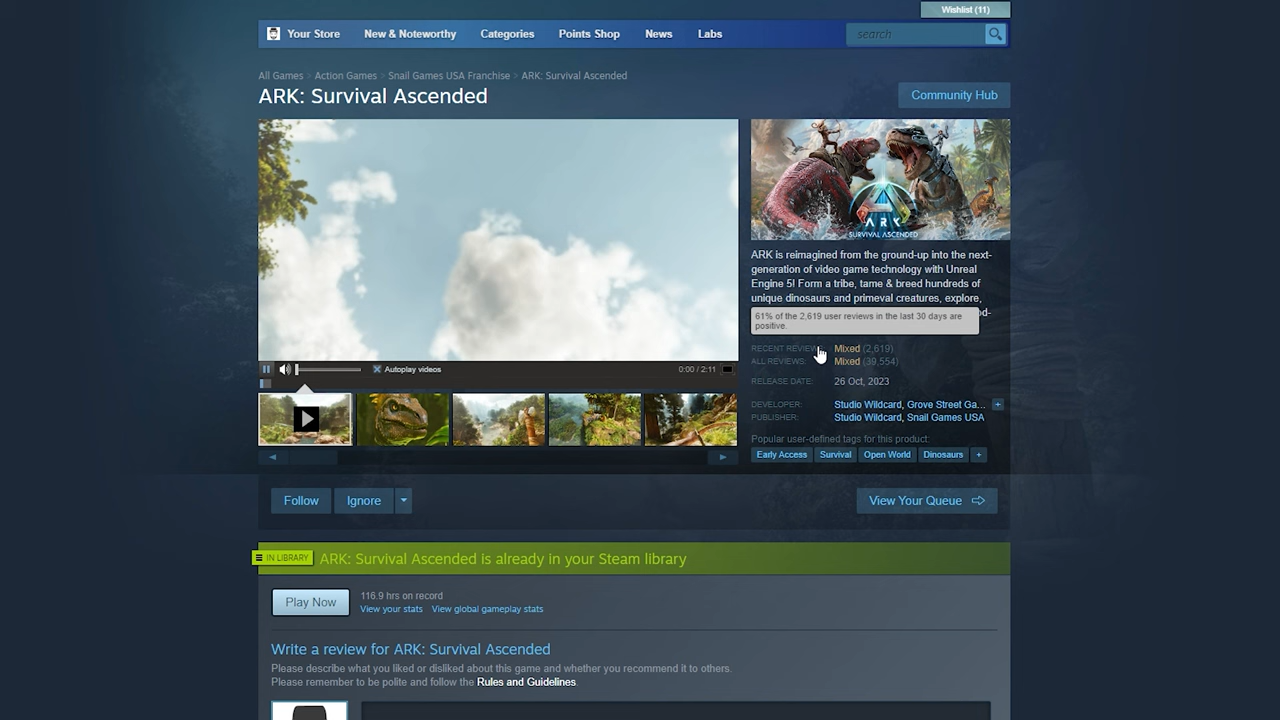 Wishlist (11)
Your Store
New & Noteworthy
Categories
Points Shop
News
Labs
search
All Games > Action Games > Snail Games USA Franchise > ARK: Survival Ascended
ARK: Survival Ascended
Community Hub
ARK
SURVIVAL ASCENDED
ARK is reimagined from the ground-up into the next-
generation of video game technology with Unreal
Engine 5! Form a tribe, tame & breed hundreds of
unique dinosaurs and primeval creatures, explore,
od-
61% of the 2,619 user reviews in the last 30 days are
positive.
Autoplay videos
0:00 / 2:11
Mixed (2,619)
ALL REVIEWS: Mixed (39,554)
RELEASE DATE: 26 Oct, 2023
DEVELOPER: Studio Wildcard, Grove Street Ga... +
PUBLISHER: Studio Wildcard, Snail Games USA
Popular user-defined tags for this product:
Early Access
Survival
Open World
Dinosaurs
+
Follow
Ignore
View Your Queue
IN LIBRARY
ARK: Survival Ascended is already in your Steam library
Play Now
116.9 hrs on record
View your stats
View global gameplay stats
Write a review for ARK: Survival Ascended
Please describe what you liked or disliked about this game and whether you recommend it to others.
Please remember to be polite and follow the Rules and Guidelines.